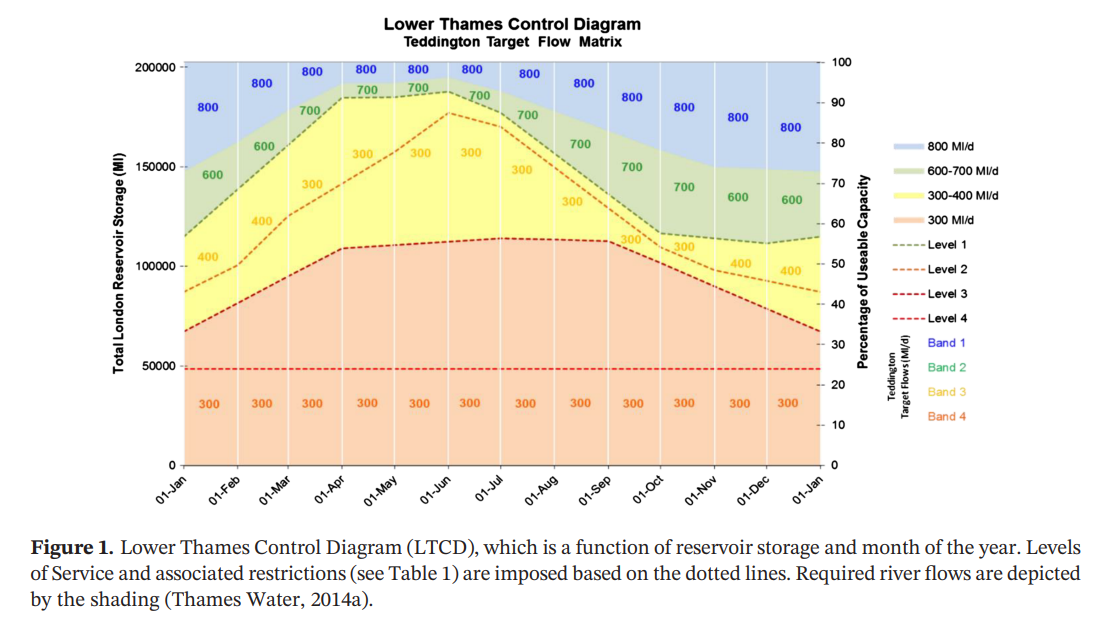 Lower Thames Control Diagram
Teddington Target Flow Matrix
Total London Reservoir Storage (Ml)
200000
150000
100000
50000
0
800 800 800 800 800 800 800 800 800 800 800 800
600 600 700 700 700 700 700 700 700 700 600 600
400 400 300 300 300 300 300 300 300 300 400 400
300 300 300 300 300 300 300 300 300 300 300 300
01-Jan 01-Feb 01-Mar 01-Apr 01-May 01-Jun 01-Jul 01-Aug 01-Sep 01-Oct 01-Nov 01-Dec 01-Jan
100
90
80
70
60
50
40
30
20
10
0
Percentage of Useable Capacity
800 Ml/d
600-700 Ml/d
300-400 Ml/d
300 Ml/d
Level 1
Level 2
Level 3
Level 4
Teddington
Target Flows(Ml/d)
Band 1
Band 2
Band 3
Band 4
Figure 1. Lower Thames Control Diagram (LTCD), which is a function of reservoir storage and month of the year. Levels
of Service and associated restrictions (see Table 1) are imposed based on the dotted lines. Required river flows are depicted
by the shading (Thames Water, 2014a).